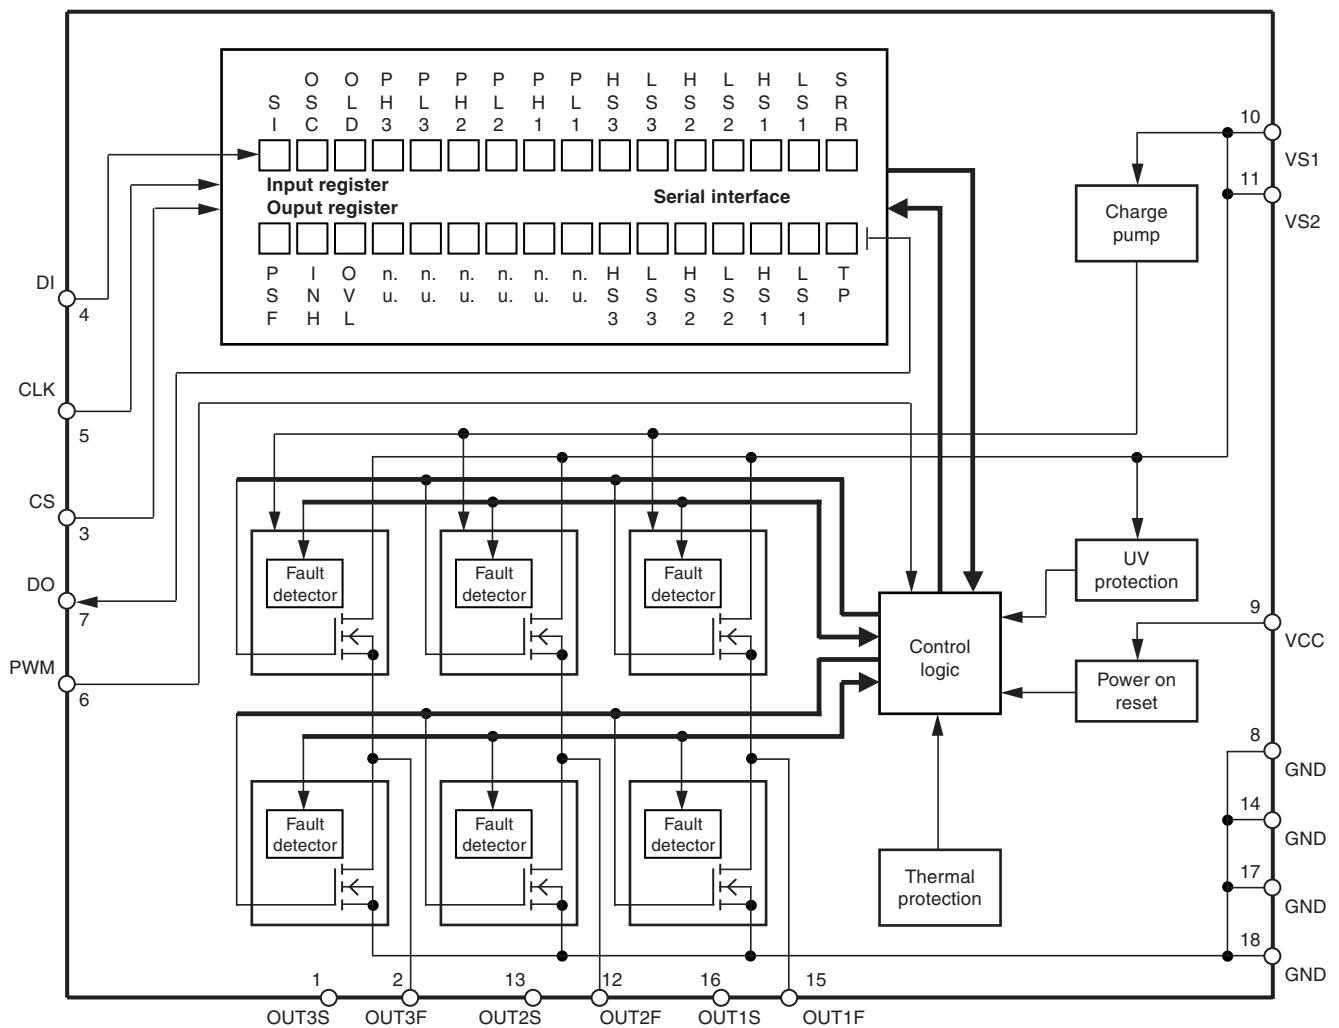 O O P P P P P P H L H L H L S
S S L H L H L H L S S S S S S R
I C D 3 3 2 2 1 1 3 3 2 2 1 1 R
Input register
Serial interface
Ouput register
P I O n. n. n. n. n. n. H L H L H L T
S N V u. u. u. u. u. u. S S S S S S P
F H L 3 3 2 2 1 1
10
VS1
11
VS2
Charge
pump
DI
4
CLK
5
CS
3
DO
7
PWM
6
Fault
detector
Fault
detector
Fault
detector
UV
protection
9
VCC
Control
logic
Power on
reset
8
GND
14
GND
17
GND
18
GND
Fault
detector
Fault
detector
Fault
detector
Thermal
protection
1 2 13 12 16 15
OUT3S OUT3F OUT2S OUT2F OUT1S OUT1F